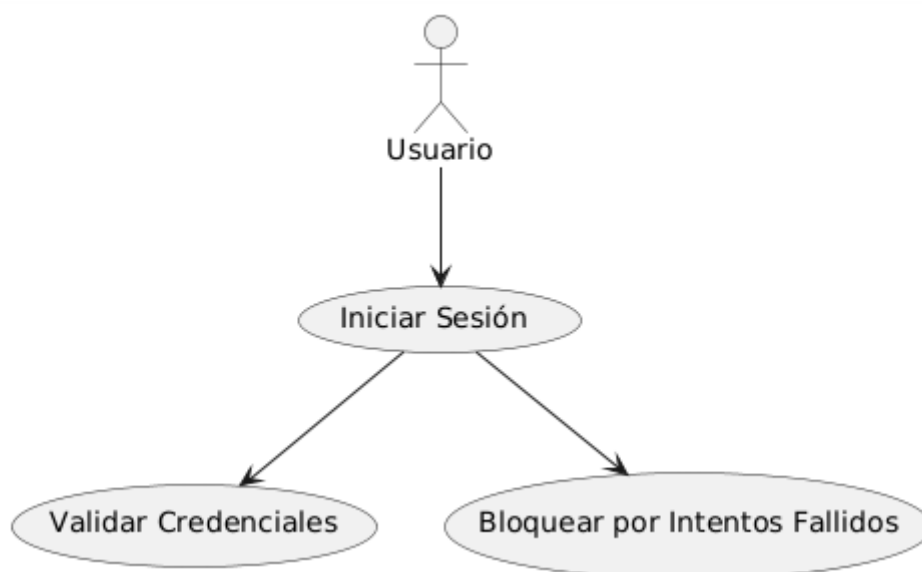 Usuario
Iniciar Sesión
Validar Credenciales
Bloquear por Intentos Fallidos